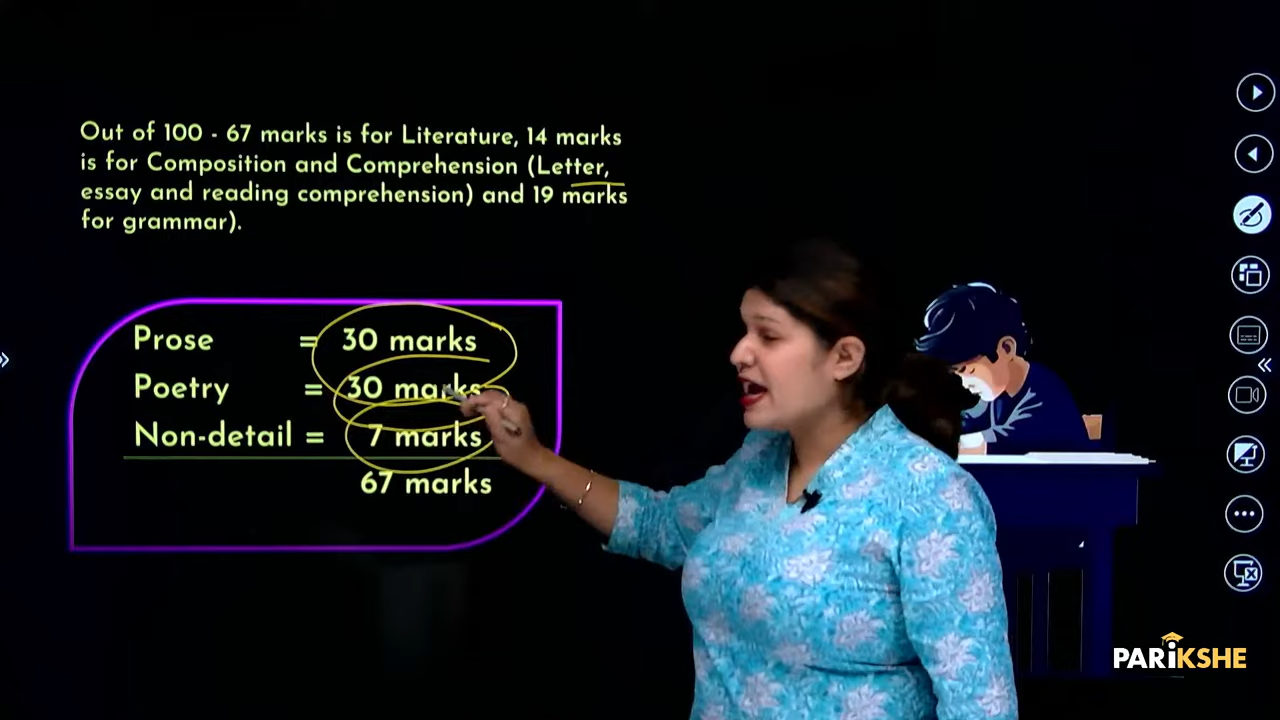 Out of 100 - 67 marks is for Literature, 14 marks
is for Composition and Comprehension (Letter,
essay and reading comprehension) and 19 marks
for grammar).
Prose = 30 marks
Poetry = 30 marks
Non-detail = 7 marks
67 marks
PARIKSHE